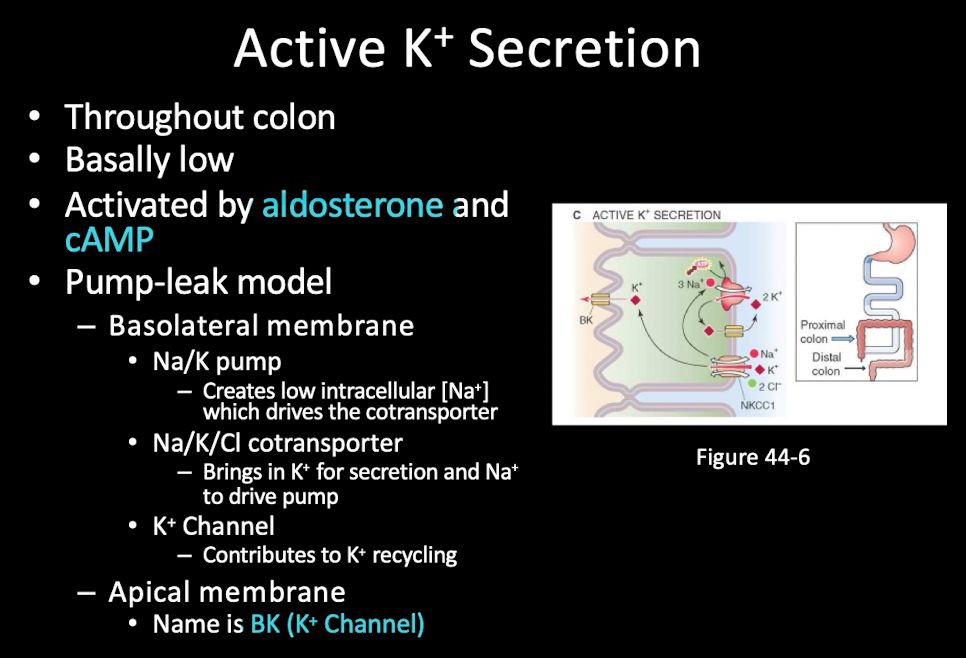 Active K⁺ Secretion
• Throughout colon
• Basally low
• Activated by aldosterone and
cAMP
• Pump-leak model
– Basolateral membrane
• Na/K pump
– Creates low intracellular [Na⁺]
which drives the cotransporter
• Na/K/Cl cotransporter
– Brings in K⁺ for secretion and Na⁺
to drive pump
• K⁺ Channel
– Contributes to K⁺ recycling
– Apical membrane
• Name is BK (K⁺ Channel)
C ACTIVE K⁺ SECRETION
ATP
K⁺
3 Na⁺
2 K⁺
BK
Na⁺
K⁺
2 Cl⁻
NKCC1
Proximal
colon
Distal
colon
Figure 44-6